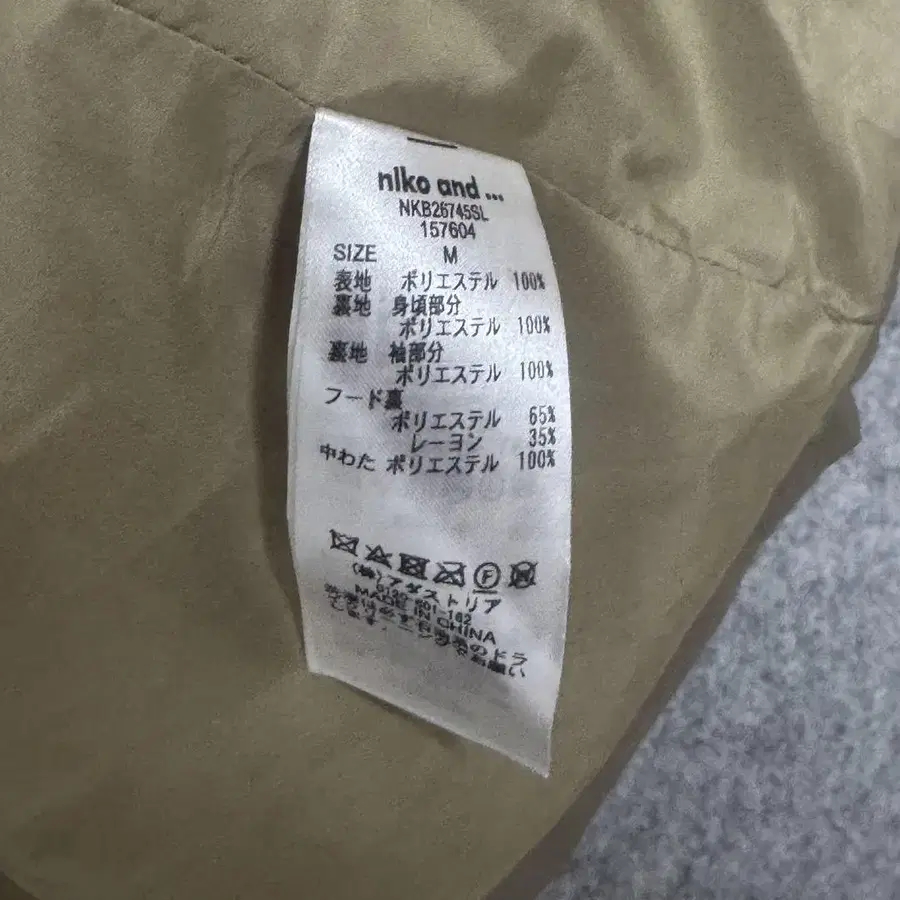 niko and ...
NKB26745SL
157604
SIZE M
表地 ポリエステル 100%
裏地 身頃部分
ポリエステル 100%
裏地 袖部分
ポリエステル 100%
フード裏
ポリエステル 65%
レーヨン 35%
中わた ポリエステル 100%
F
(株)アダストリア
0120-601-162
MADE IN CHINA